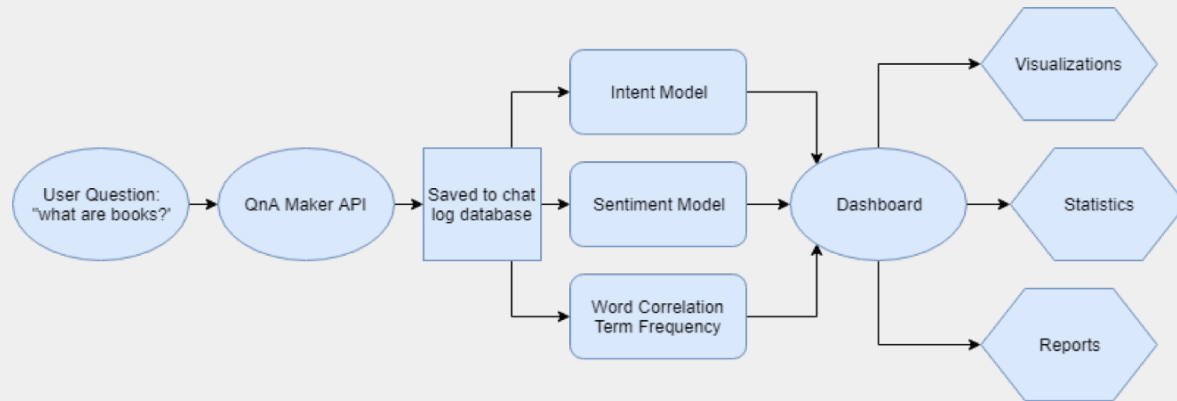 User Question:
"what are books?"
QnA Maker API
Saved to chat
log database
Intent Model
Sentiment Model
Word Correlation
Term Frequency
Dashboard
Visualizations
Statistics
Reports